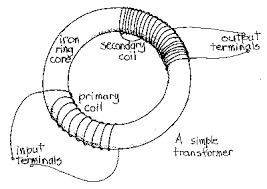 iron
ring
core
secondary
coil
output
terminals
primary
coil
input
terminals
A simple
transformer